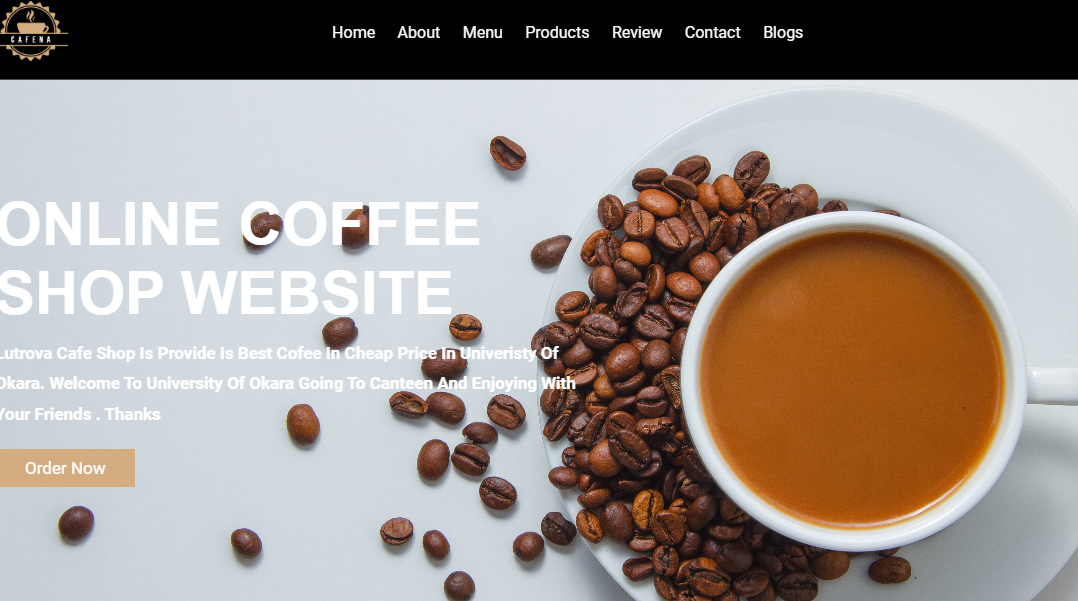 CAFENA
Home About Menu Products Review Contact Blogs
ONLINE COFFEE
SHOP WEBSITE
Lutrova Cafe Shop Is Provide Is Best Cofee In Cheap Price In Univeristy Of
Okara. Welcome To University Of Okara Going To Canteen And Enjoying With
Your Friends . Thanks
Order Now